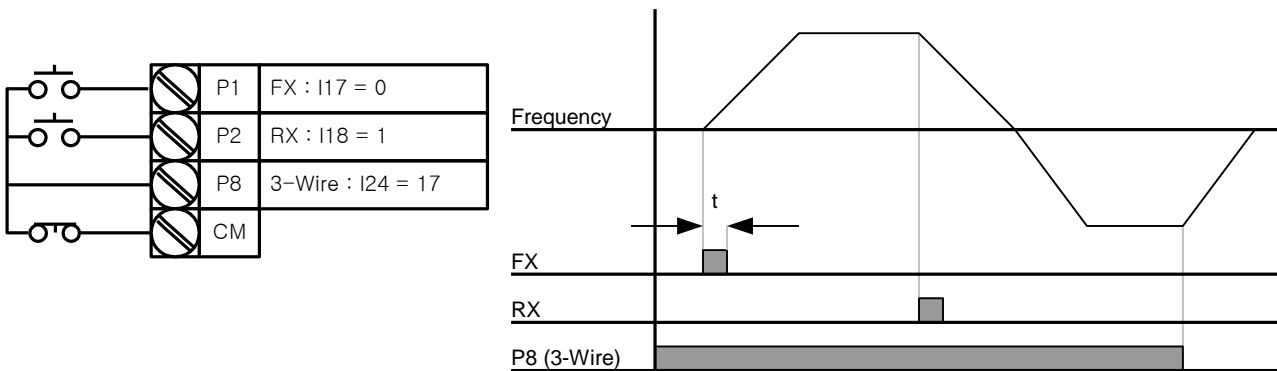 P1 FX : I17 = 0
P2 RX : I18 = 1
P8 3-Wire : I24 = 17
CM
Frequency
t
FX
RX
P8 (3-Wire)